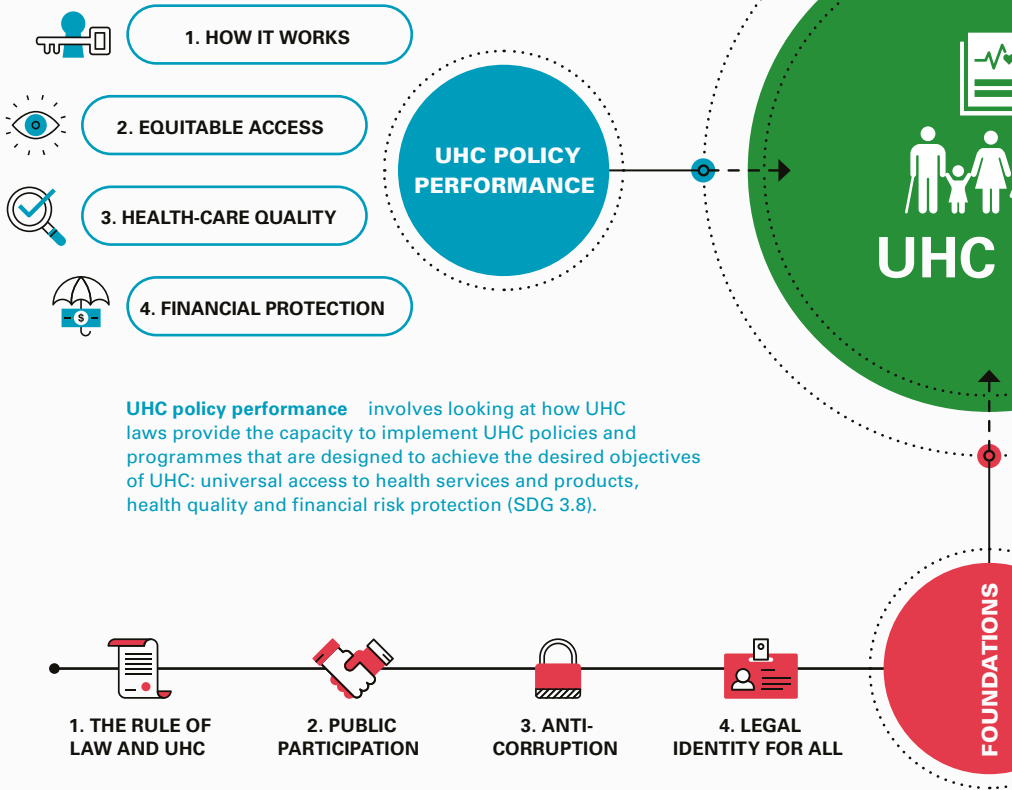 1. HOW IT WORKS
2. EQUITABLE ACCESS
3. HEALTH-CARE QUALITY
4. FINANCIAL PROTECTION
$
UHC POLICY
PERFORMANCE
UHC
UHC policy performance involves looking at how UHC
laws provide the capacity to implement UHC policies and
programmes that are designed to achieve the desired objectives
of UHC: universal access to health services and products,
health quality and financial risk protection (SDG 3.8).
1. THE RULE OF
LAW AND UHC
2. PUBLIC
PARTICIPATION
3. ANTI-
CORRUPTION
4. LEGAL
IDENTITY FOR ALL
FOUNDATIONS